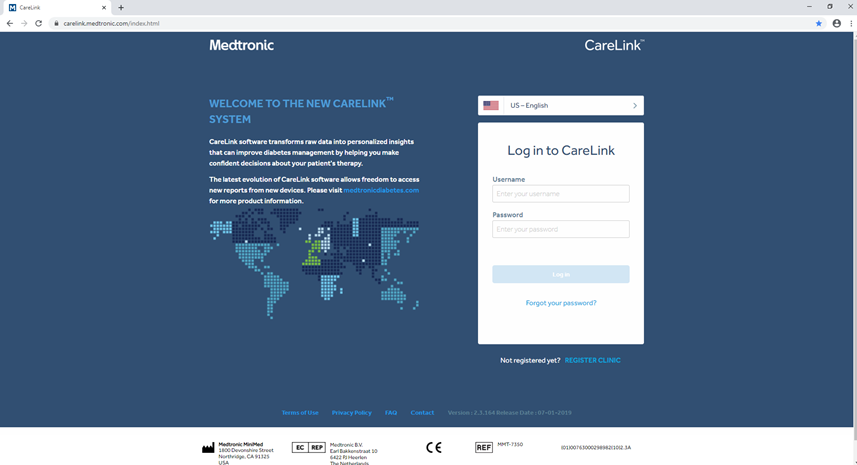 CareLink
carelink.medtronic.com/index.html
Medtronic
CareLink™
WELCOME TO THE NEW CARELINK™
SYSTEM
CareLink software transforms raw data into personalized insights
that can improve diabetes management by helping you make
confident decisions about your patient's therapy.
The latest evolution of CareLink software allows freedom to access
new reports from new devices. Please visit medtronicdiabetes.com
for more product information.
US – English
Log in to CareLink
Username
Enter your username
Password
Enter your password
Log in
Forgot your password?
Not registered yet? REGISTER CLINIC
Terms of Use
Privacy Policy
FAQ
Contact
Version : 2.3.164 Release Date : 07-01-2019
Medtronic MiniMed
1800 Devonshire Street
Northridge, CA 91325
USA
EC REP
Medtronic B.V.
Earl Bakkenstraat 10
6422 PJ Heerlen
The Netherlands
CE
REF
MMT-7350
(01)00763000298982(10)2.3A